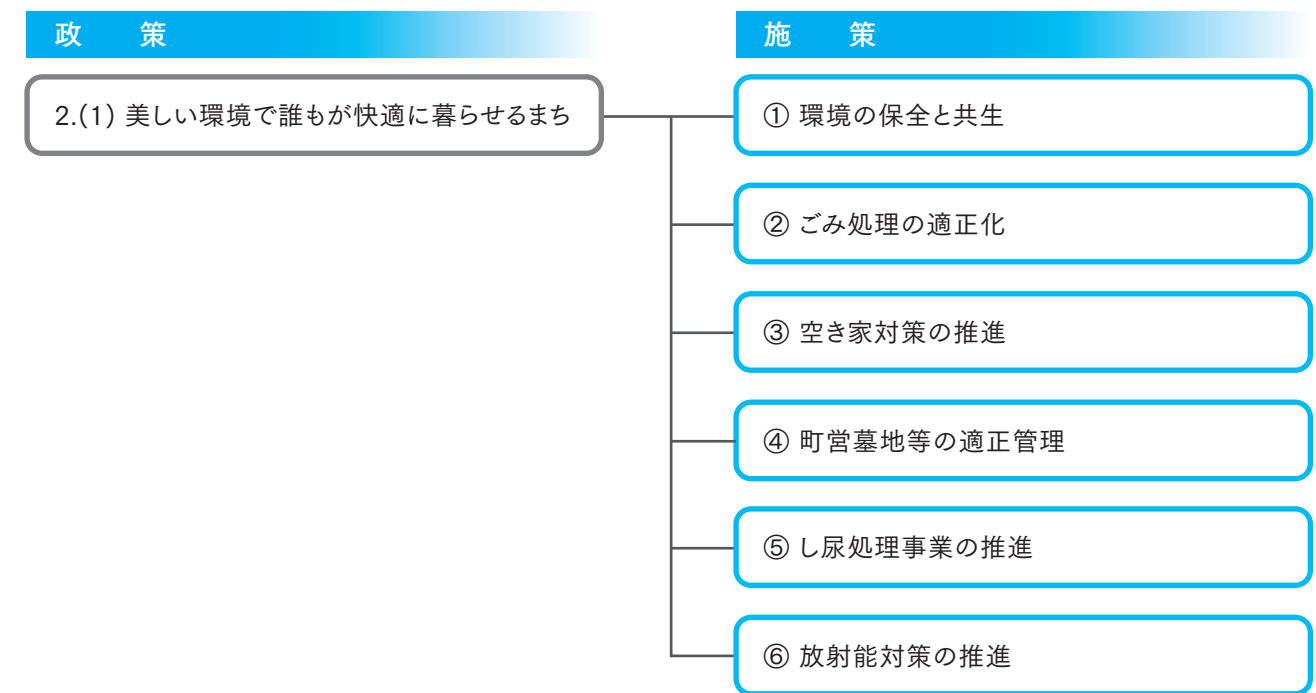 政　策
施　策
2.(1) 美しい環境で誰もが快適に暮らせるまち
① 環境の保全と共生
② ごみ処理の適正化
③ 空き家対策の推進
④ 町営墓地等の適正管理
⑤ し尿処理事業の推進
⑥ 放射能対策の推進